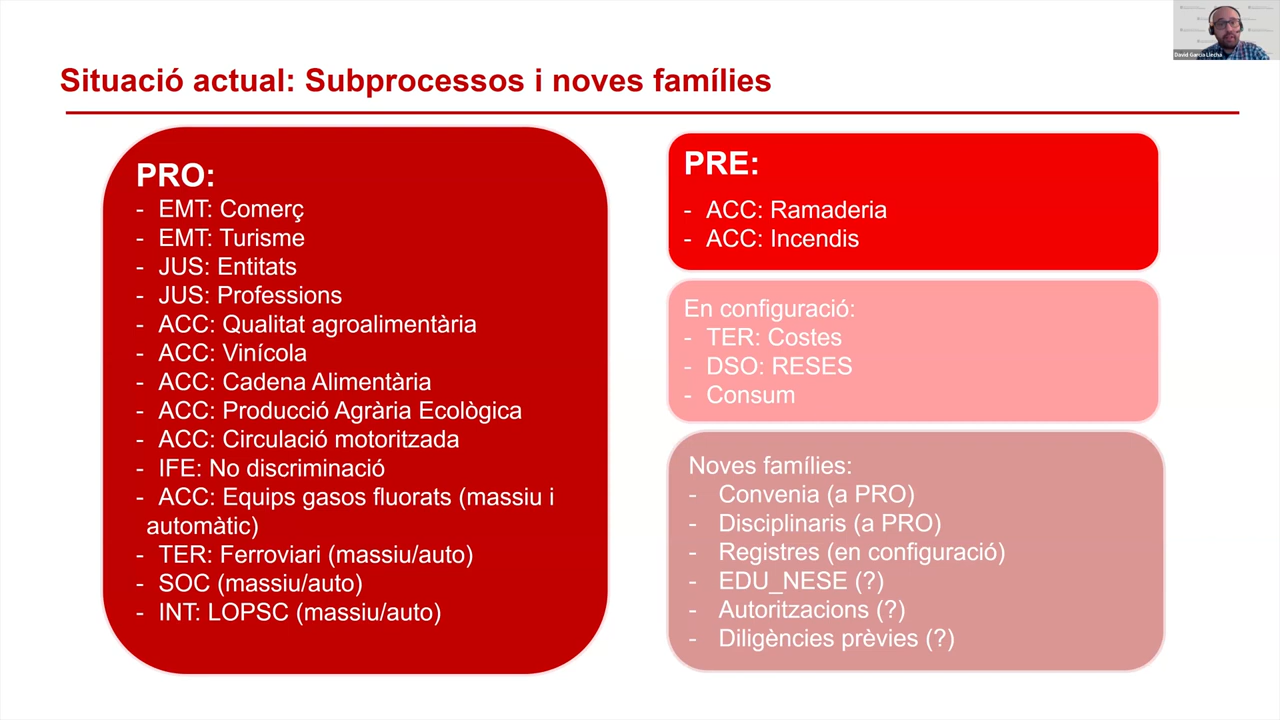 Situació actual: Subprocessos i noves famílies
PRO:
- EMT: Comerç
- EMT: Turisme
- JUS: Entitats
- JUS: Professions
- ACC: Qualitat agroalimentària
- ACC: Vinícola
- ACC: Cadena Alimentària
- ACC: Producció Agrària Ecològica
- ACC: Circulació motoritzada
- IFE: No discriminació
- ACC: Equips gasos fluorats (massiu i
automàtic)
- TER: Ferroviari (massiu/auto)
- SOC (massiu/auto)
- INT: LOPSC (massiu/auto)
PRE:
- ACC: Ramaderia
- ACC: Incendis
En configuració:
- TER: Costes
- DSO: RESES
- Consum
Noves famílies:
- Convenia (a PRO)
- Disciplinaris (a PRO)
- Registres (en configuració)
- EDU_NESE (?)
- Autoritzacions (?)
- Diligències prèvies (?)
David Garcia Llechà